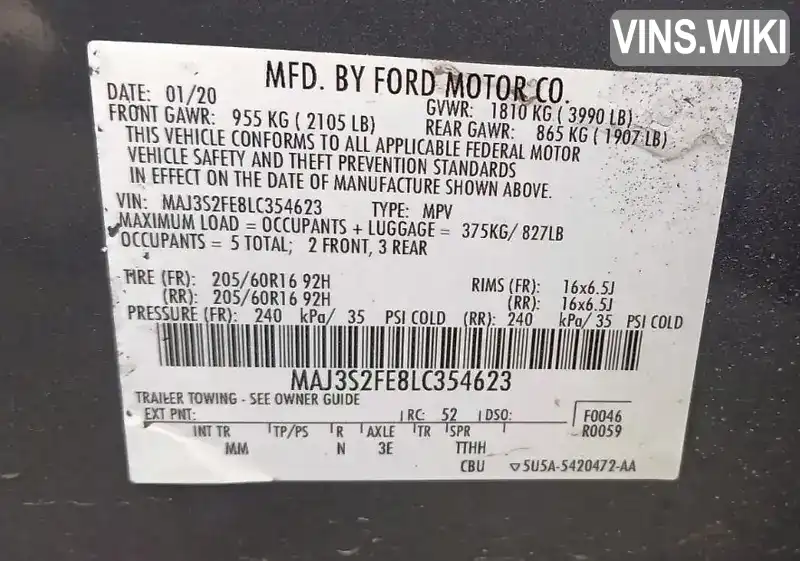 VINS.WIKI
MFD. BY FORD MOTOR CO.
DATE: 01/20 GVWR: 1810 KG ( 3990 LB)
FRONT GAWR: 955 KG ( 2105 LB) REAR GAWR: 865 KG ( 1907 LB)
THIS VEHICLE CONFORMS TO ALL APPLICABLE FEDERAL MOTOR
VEHICLE SAFETY AND THEFT PREVENTION STANDARDS
IN EFFECT ON THE DATE OF MANUFACTURE SHOWN ABOVE.
VIN: MAJ3S2FE8LC354623 TYPE: MPV
MAXIMUM LOAD = OCCUPANTS + LUGGAGE = 375KG/ 827LB
OCCUPANTS = 5 TOTAL; 2 FRONT, 3 REAR
TIRE (FR): 205/60R16 92H RIMS (FR): 16x6.5J
(RR): 205/60R16 92H (RR): 16x6.5J
PRESSURE (FR): 240 kPa/ 35 PSI COLD (RR): 240 kPa/ 35 PSI COLD
MAJ3S2FE8LC354623
TRAILER TOWING - SEE OWNER GUIDE
EXT PNT: RC: 52 DSO: F0046
R0059
INT TR TP/PS R AXLE TR SPR
MM N 3E TTHH
CBU 5U5A-5420472-AA